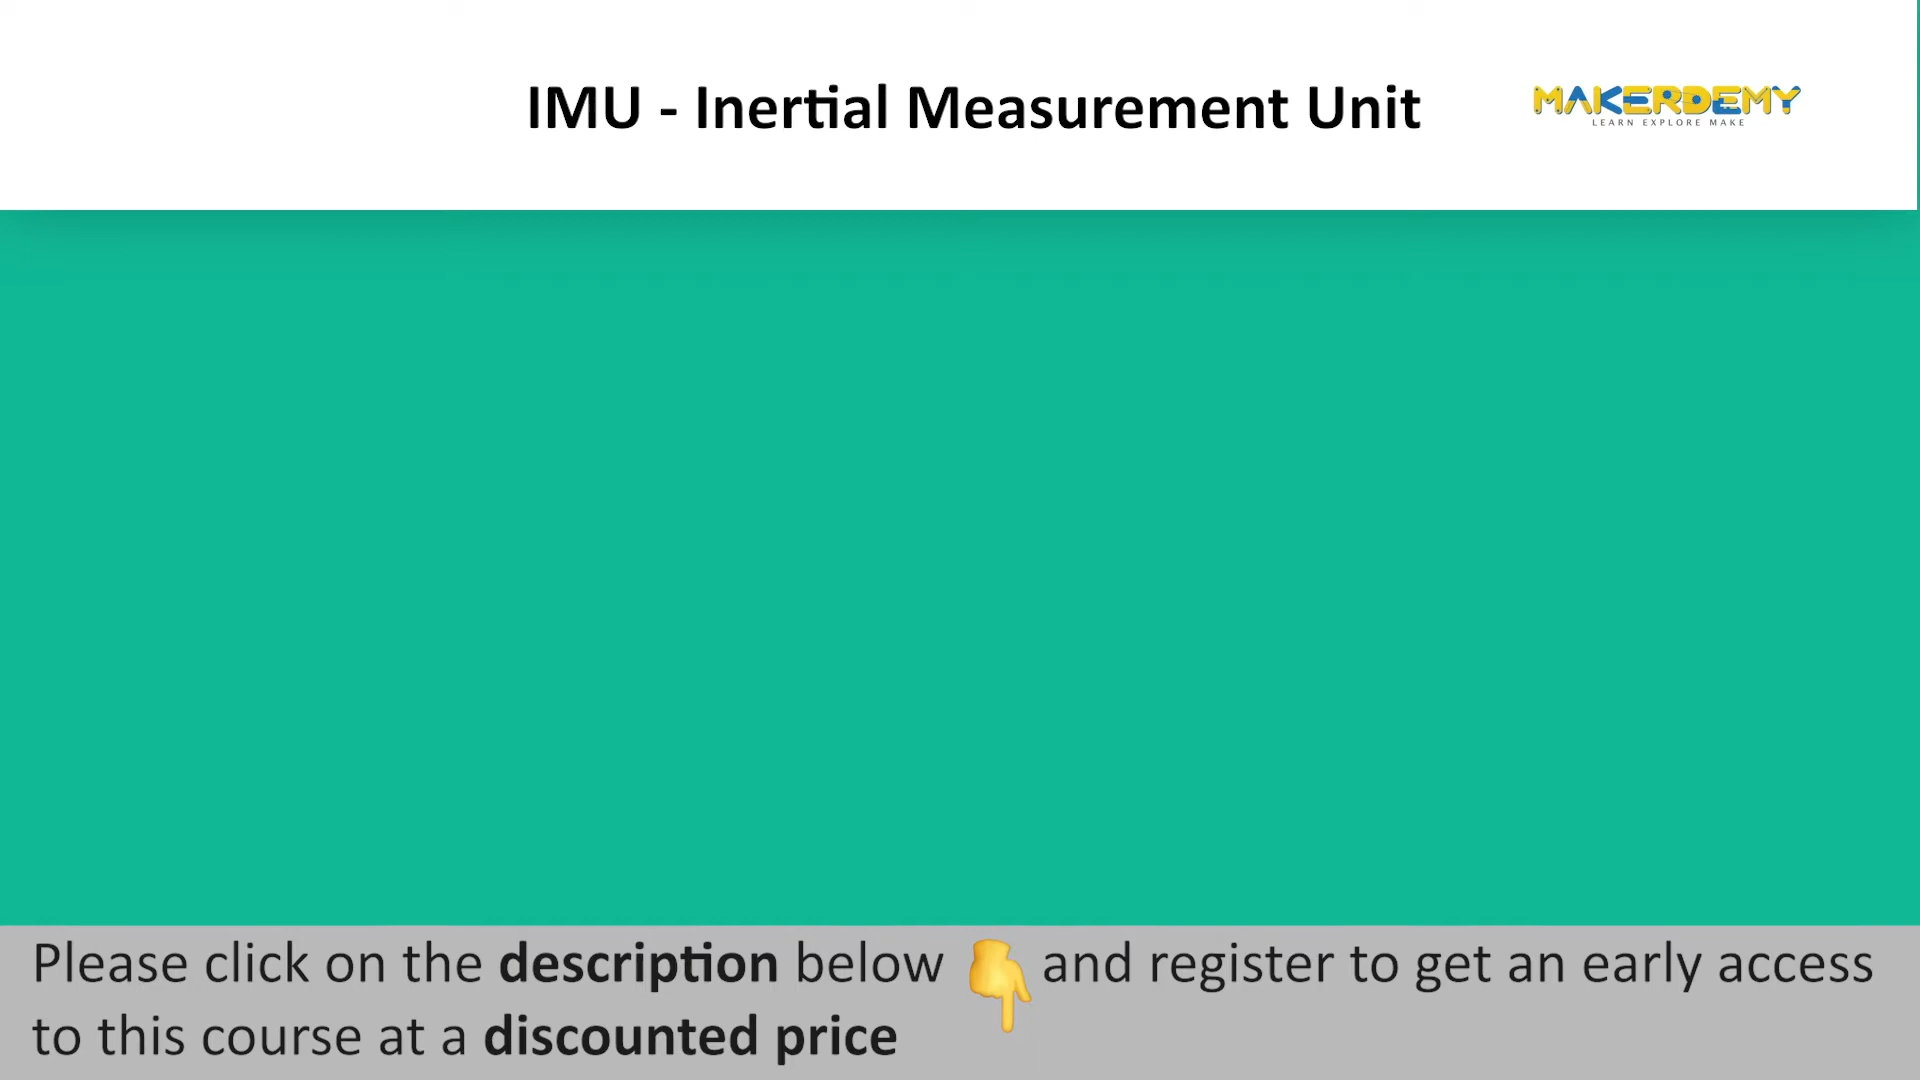 IMU - Inertial Measurement Unit
MAKERDEMY
LEARN EXPLORE MAKE
Please click on the description below 👇 and register to get an early access
to this course at a discounted price